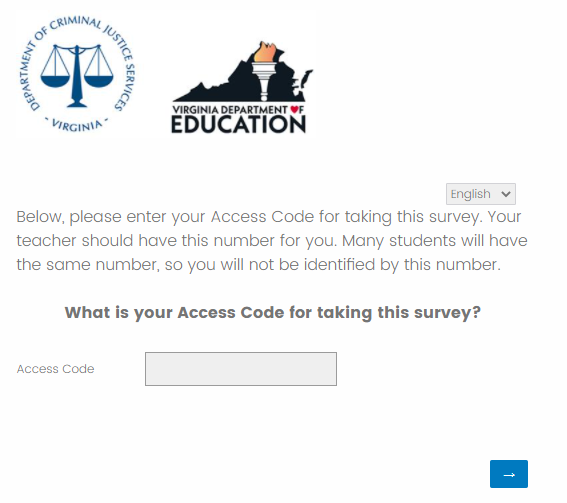 DEPARTMENT OF CRIMINAL JUSTICE SERVICES
- VIRGINIA -
VIRGINIA DEPARTMENT OF
EDUCATION
English
Below, please enter your Access Code for taking this survey. Your
teacher should have this number for you. Many students will have
the same number, so you will not be identified by this number.
What is your Access Code for taking this survey?
Access Code
→